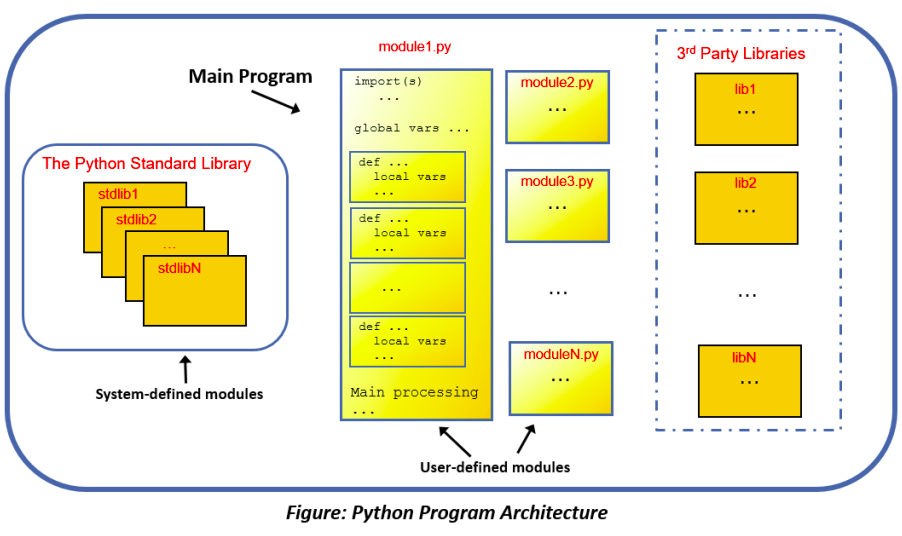 Main Program
The Python Standard Library
stdlib1
stdlib2
...
stdlibN
System-defined modules
module1.py
import(s)
...
global vars ...
def ...
local vars
...
def ...
local vars
...
...
def ...
local vars
...
Main processing
...
module2.py
...
module3.py
...
...
moduleN.py
...
User-defined modules
3rd Party Libraries
lib1
...
lib2
...
...
libN
...
Figure: Python Program Architecture